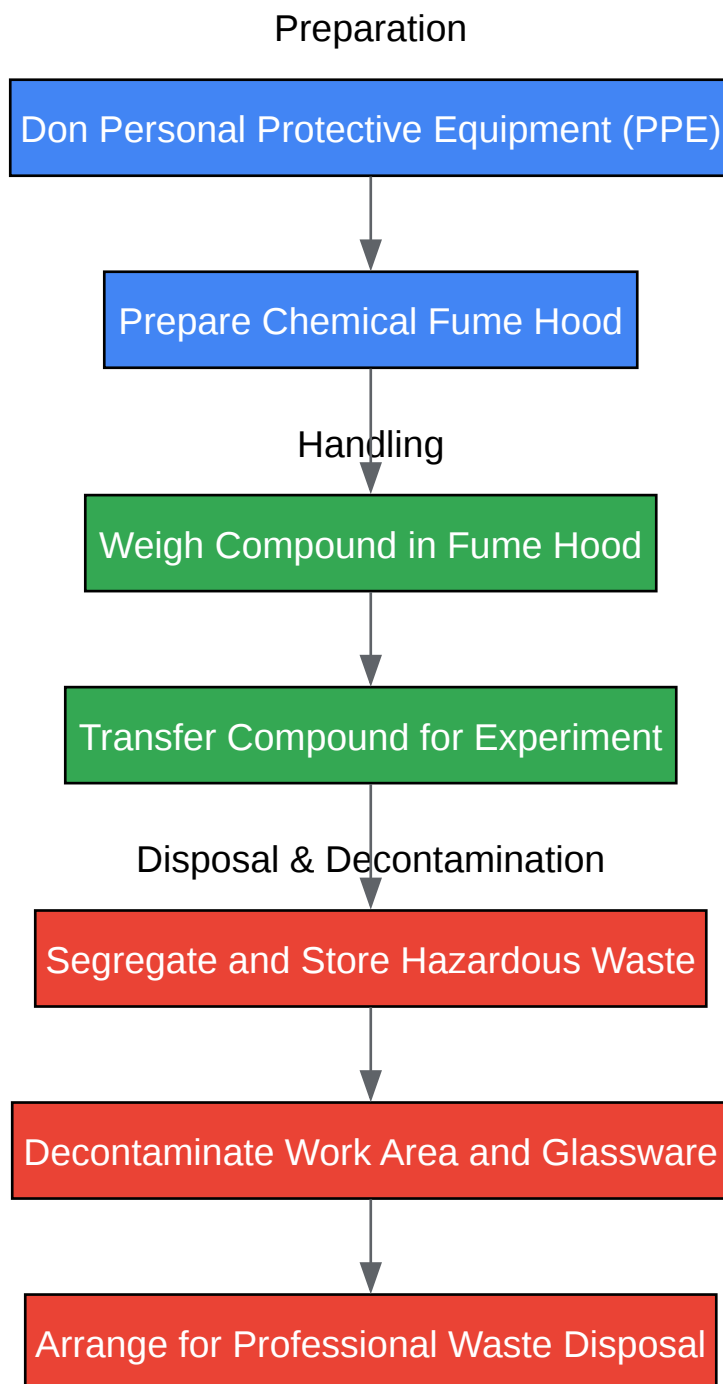 Preparation
Don Personal Protective Equipment (PPE)
Prepare Chemical Fume Hood
Handling
Weigh Compound in Fume Hood
Transfer Compound for Experiment
Disposal & Decontamination
Segregate and Store Hazardous Waste
Decontaminate Work Area and Glassware
Arrange for Professional Waste Disposal